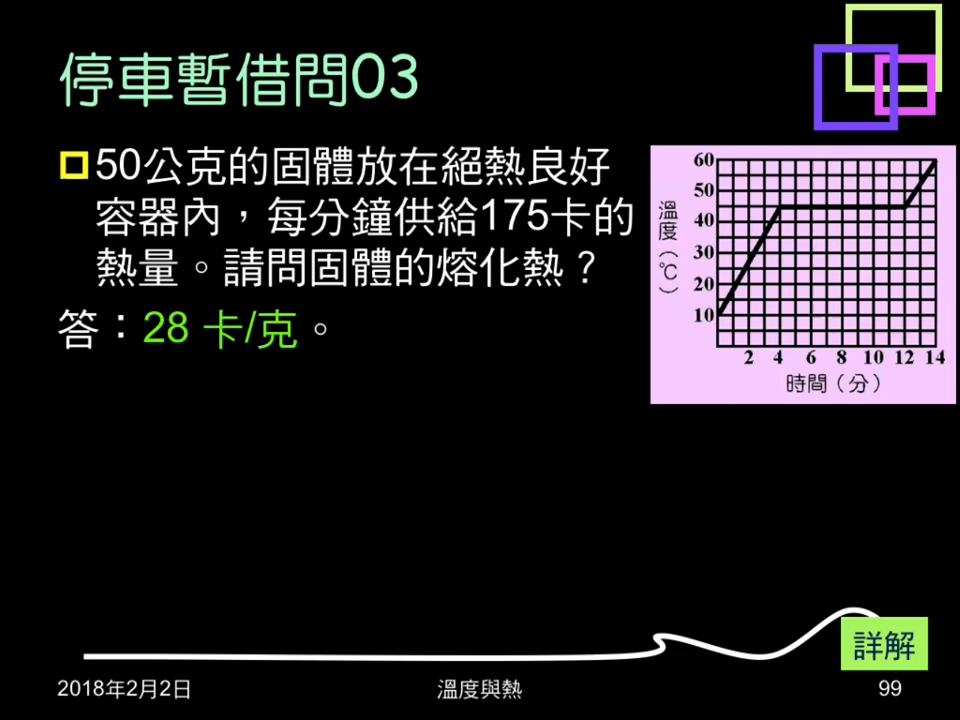 停車暫借問03
50公克的固體放在絕熱良好
容器內，每分鐘供給175卡的
熱量。請問固體的熔化熱？
答：28 卡/克。
溫度（℃）
60
50
40
30
20
10
2 4 6 8 10 12 14
時間（分）
詳解
2018年2月2日 溫度與熱 99